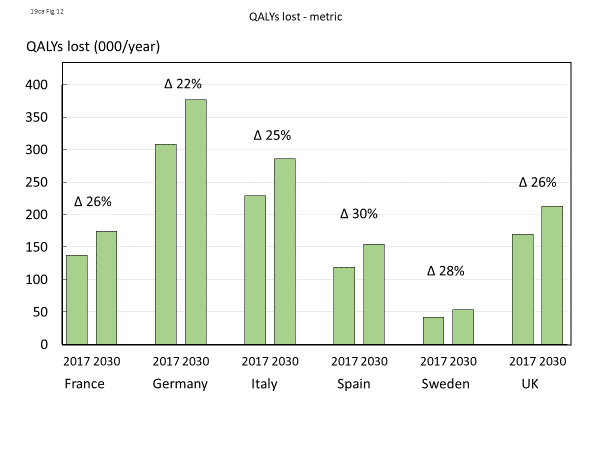 19ca Fig 12
QALYs lost - metric
QALYs lost (000/year)
400
350
300
250
200
150
100
50
0
Δ 26%
Δ 22%
Δ 25%
Δ 30%
Δ 28%
Δ 26%
2017 2030 2017 2030 2017 2030 2017 2030 2017 2030 2017 2030
France Germany Italy Spain Sweden UK